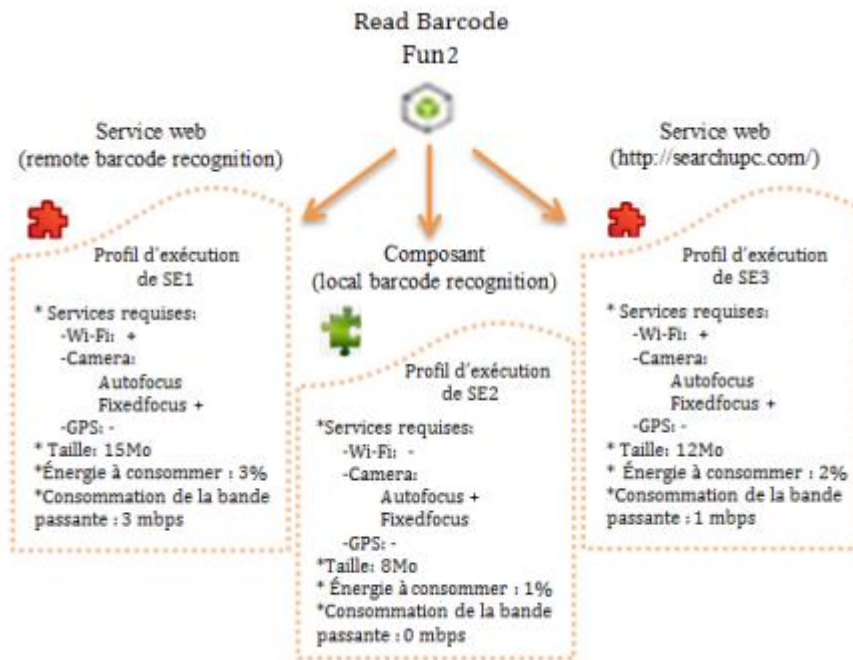 Read Barcode
Fun2
Service web
(remote barcode recognition)
Profil d'exécution
de SE1
* Services requises:
-Wi-Fi: +
-Camera:
Autofocus
Fixedfocus +
-GPS: -
* Taille: 15Mo
*Énergie à consommer : 3%
*Consommation de la bande
passante : 3 mbps
Composant
(local barcode recognition)
Profil d'exécution
de SE2
*Services requises:
-Wi-Fi: -
-Camera:
Autofocus +
Fixedfocus
-GPS: -
*Taille: 8Mo
* Énergie à consommer : 1%
*Consommation de la bande
passante : 0 mbps
Service web
(http://searchupc.com/)
Profil d'exécution
de SE3
* Services requises:
-Wi-Fi: +
-Camera:
Autofocus
Fixedfocus +
-GPS: -
* Taille: 12Mo
* Énergie à consommer : 2%
*Consommation de la bande
passante : 1 mbps